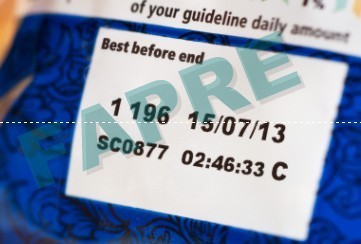 of your guideline daily amount
Best before end
FAPRE
1 196 15/07/13
SC0877 02:46:33 C